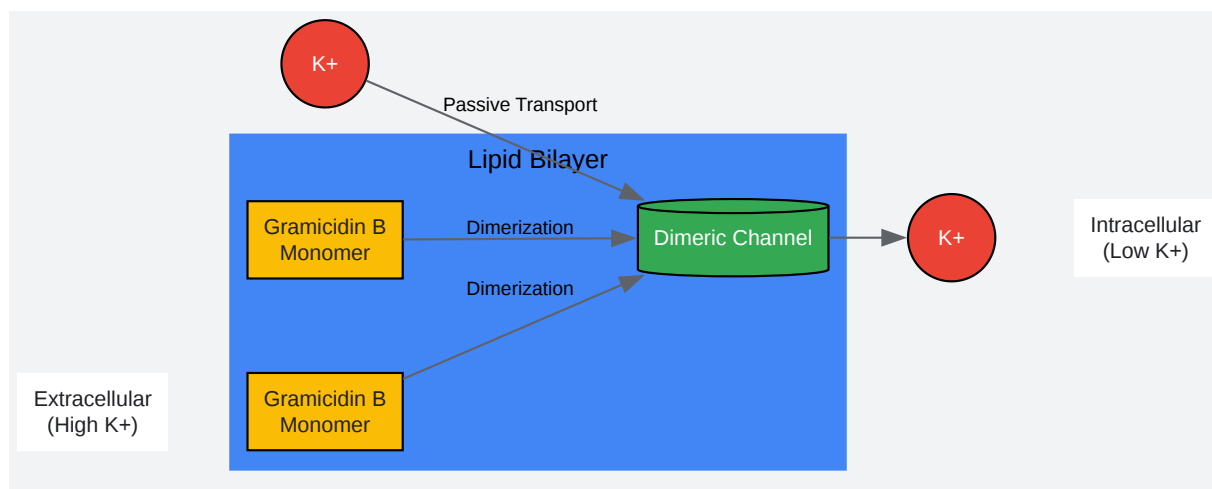 K+
Passive Transport
Lipid Bilayer
Gramicidin B
Monomer
Dimerization
Dimeric Channel
K+
Intracellular
(Low K+)
Dimerization
Extracellular
(High K+)
Gramicidin B
Monomer